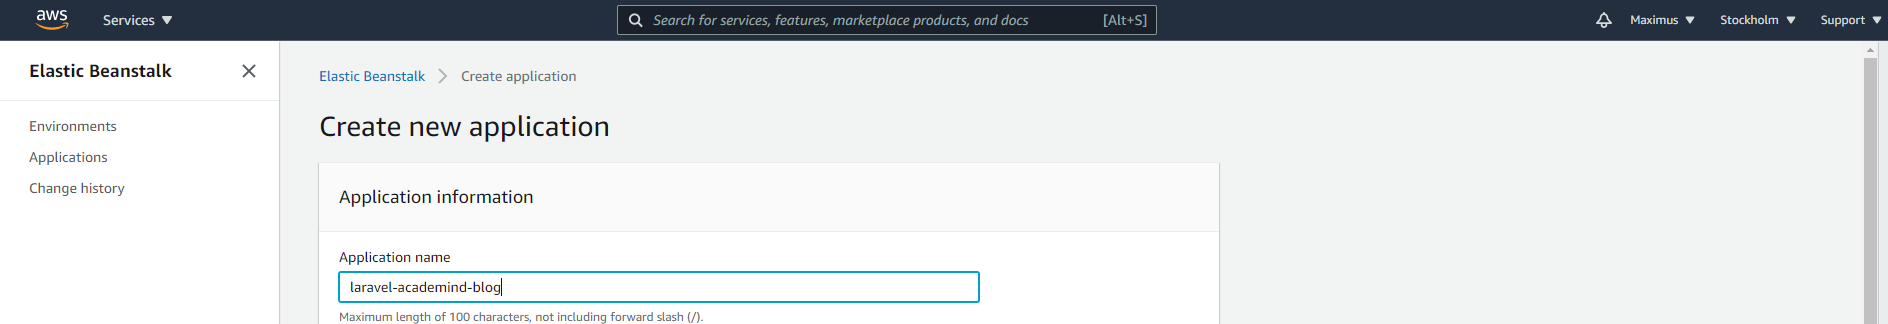 aws Services Search for services, features, marketplace products, and docs [Alt+S] Maximus Stockholm Support
Elastic Beanstalk
Environments
Applications
Change history
Elastic Beanstalk Create application
Create new application
Application information
Application name
laravel-academind-blog
Maximum length of 100 characters, not including forward slash (/).